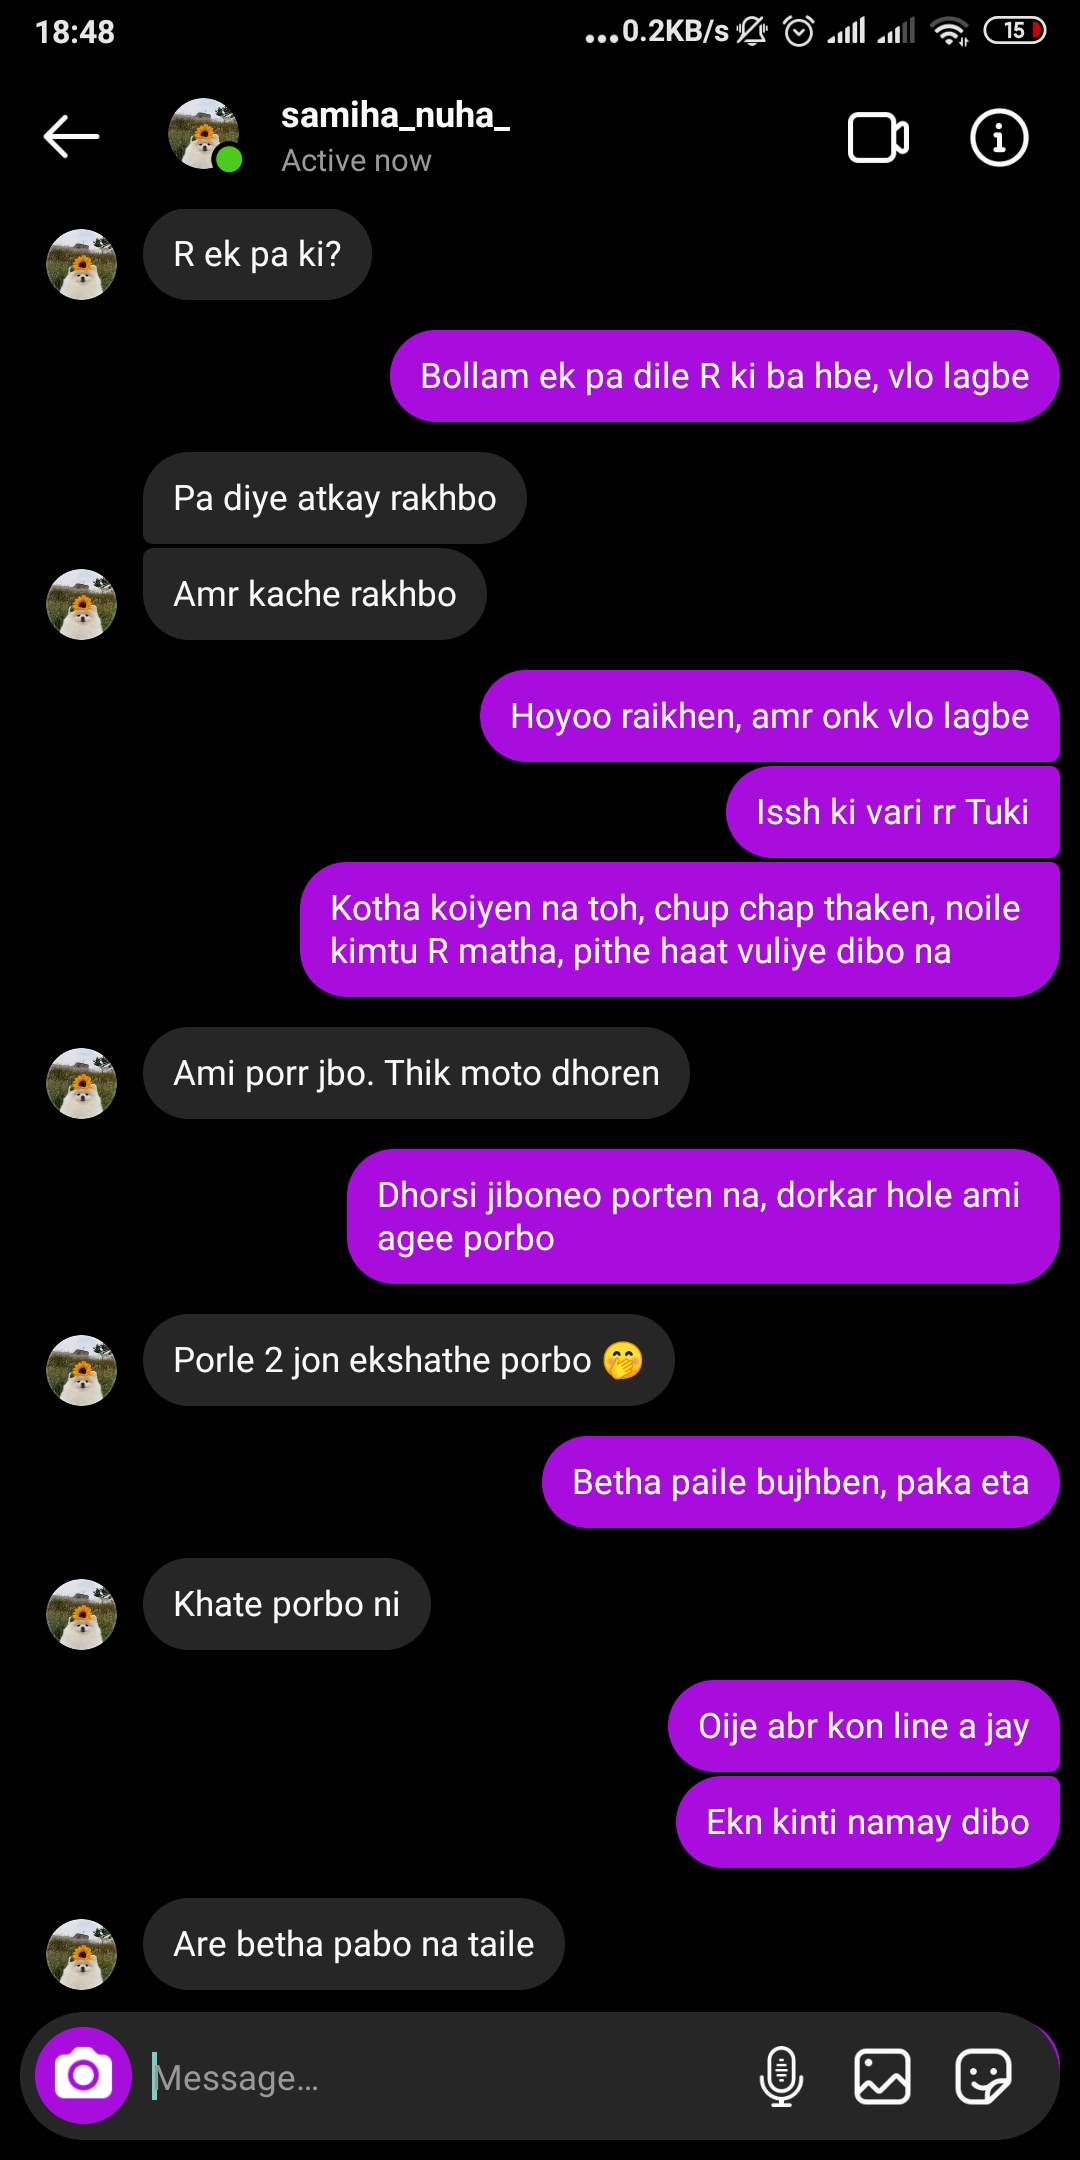 18:48
...0.2KB/s
15
samiha_nuha_
Active now
R ek pa ki?
Bollam ek pa dile R ki ba hbe, vlo lagbe
Pa diye atkay rakhbo
Amr kache rakhbo
Hoyoo raikhen, amr onk vlo lagbe
Issh ki vari rr Tuki
Kotha koiyen na toh, chup chap thaken, noile
kimtu R matha, pithe haat vuliye dibo na
Ami porr jbo. Thik moto dhoren
Dhorsi jiboneo porten na, dorkar hole ami
agee porbo
Porle 2 jon ekshathe porbo 🤭
Betha paile bujhben, paka eta
Khate porbo ni
Oije abr kon line a jay
Ekn kinti namay dibo
Are betha pabo na taile
Message...